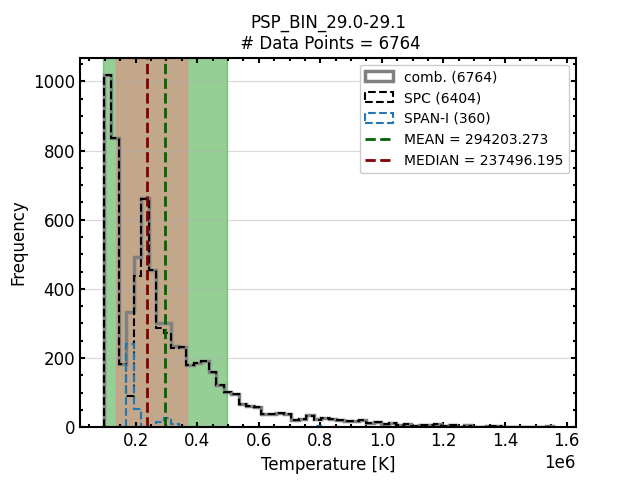 PSP_BIN_29.0-29.1
# Data Points = 6764
comb. (6764)
SPC (6404)
SPAN-I (360)
MEAN = 294203.273
MEDIAN = 237496.195
Frequency
1000
800
600
400
200
0
0.2 0.4 0.6 0.8 1.0 1.2 1.4 1.6
1e6
Temperature [K]